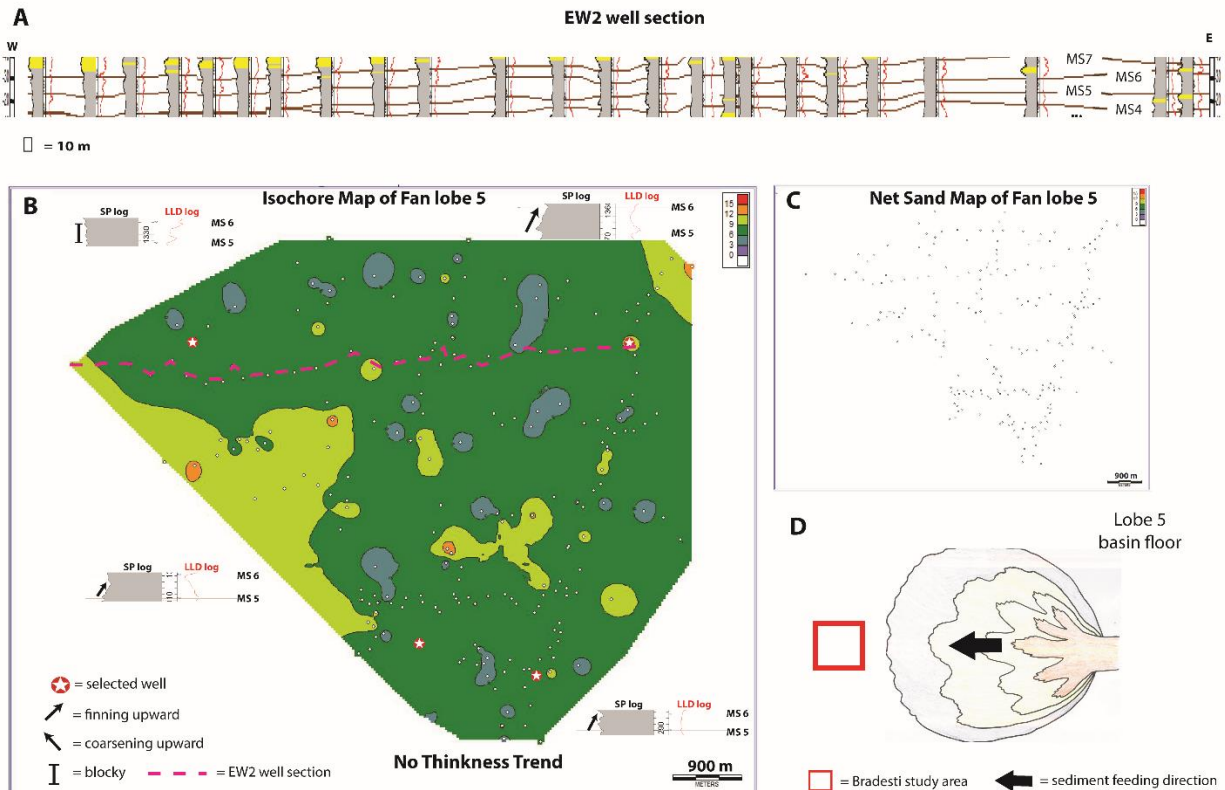 A
EW2 well section
W
E
MS7
MS6
MS5
MS4
= 10 m
B
Isochore Map of Fan lobe 5
SP log LLD log
MS 6
MS 5
1330
SP log LLD log
MS 6
MS 5
15
12
9
6
3
0
SP log LLD log
MS 6
MS 5
= selected well
= finning upward
= coarsening upward
= blocky
= EW2 well section
SP log LLD log
MS 6
MS 5
No Thinkness Trend
900 m
METERS
C
Net Sand Map of Fan lobe 5
900 m
D
Lobe 5
basin floor
= Bradesti study area
= sediment feeding direction